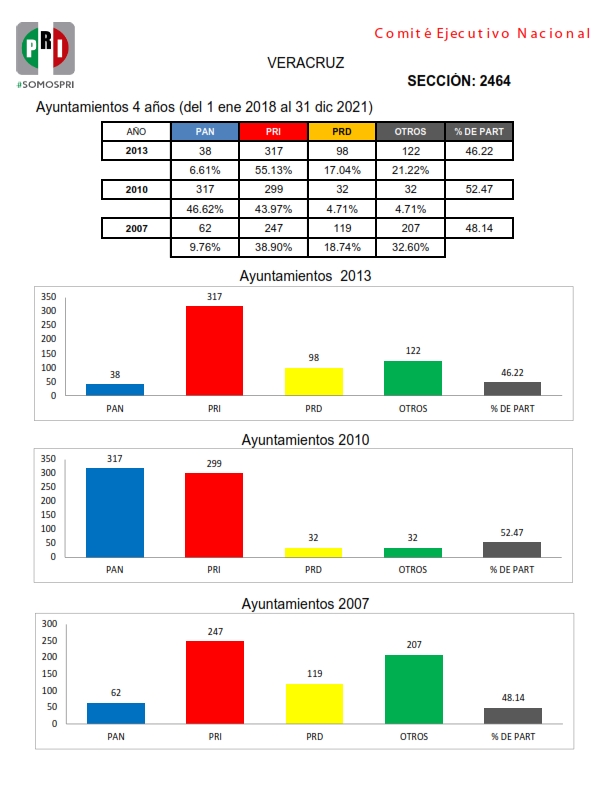 Comité Ejecutivo Nacional
PRI
#SOMOSPRI
VERACRUZ
SECCIÓN: 2464
Ayuntamientos 4 años (del 1 ene 2018 al 31 dic 2021)
AÑO PAN PRI PRD OTROS % DE PART
2013 38 317 98 122 46.22
6.61% 55.13% 17.04% 21.22%
2010 317 299 32 32 52.47
46.62% 43.97% 4.71% 4.71%
2007 62 247 119 207 48.14
9.76% 38.90% 18.74% 32.60%
Ayuntamientos 2013
350
300
250
200
150
100
50
0
38
317
98
122
46.22
PAN PRI PRD OTROS % DE PART
Ayuntamientos 2010
350
300
250
200
150
100
50
0
317
299
32
32
52.47
PAN PRI PRD OTROS % DE PART
Ayuntamientos 2007
300
250
200
150
100
50
0
62
247
119
207
48.14
PAN PRI PRD OTROS % DE PART